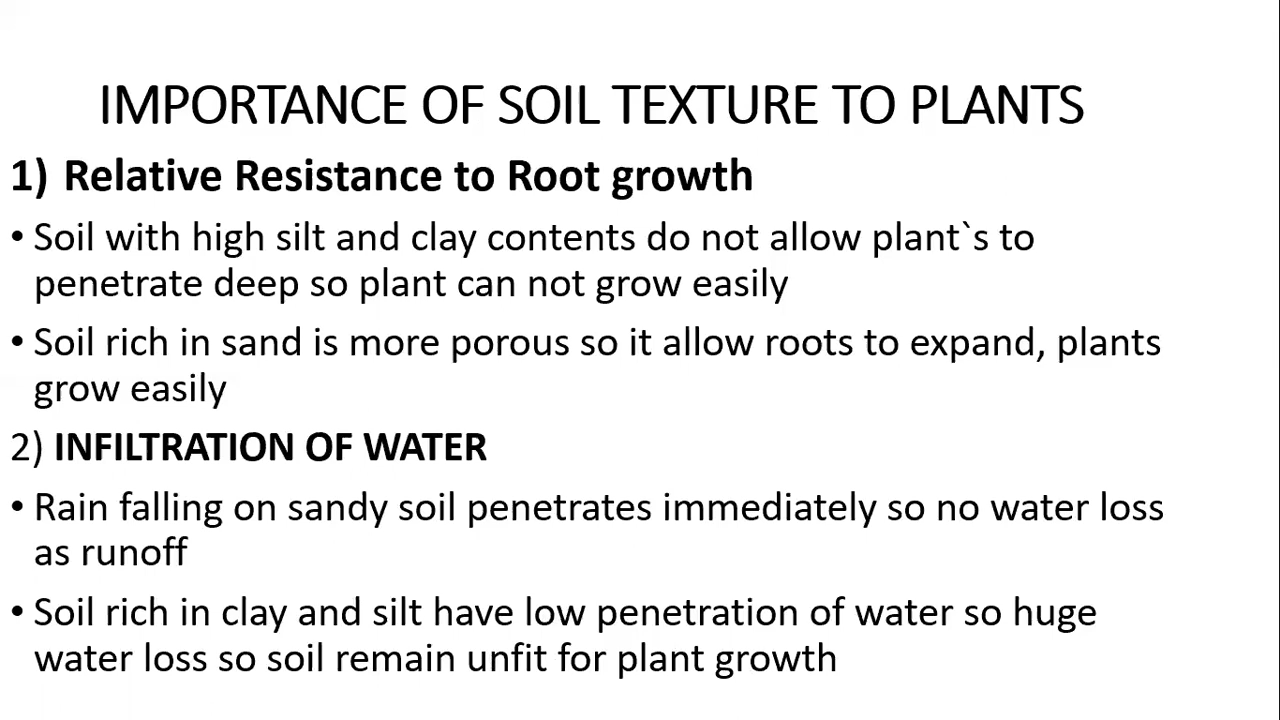 IMPORTANCE OF SOIL TEXTURE TO PLANTS
1) Relative Resistance to Root growth
• Soil with high silt and clay contents do not allow plant`s to
penetrate deep so plant can not grow easily
• Soil rich in sand is more porous so it allow roots to expand, plants
grow easily
2) INFILTRATION OF WATER
• Rain falling on sandy soil penetrates immediately so no water loss
as runoff
• Soil rich in clay and silt have low penetration of water so huge
water loss so soil remain unfit for plant growth